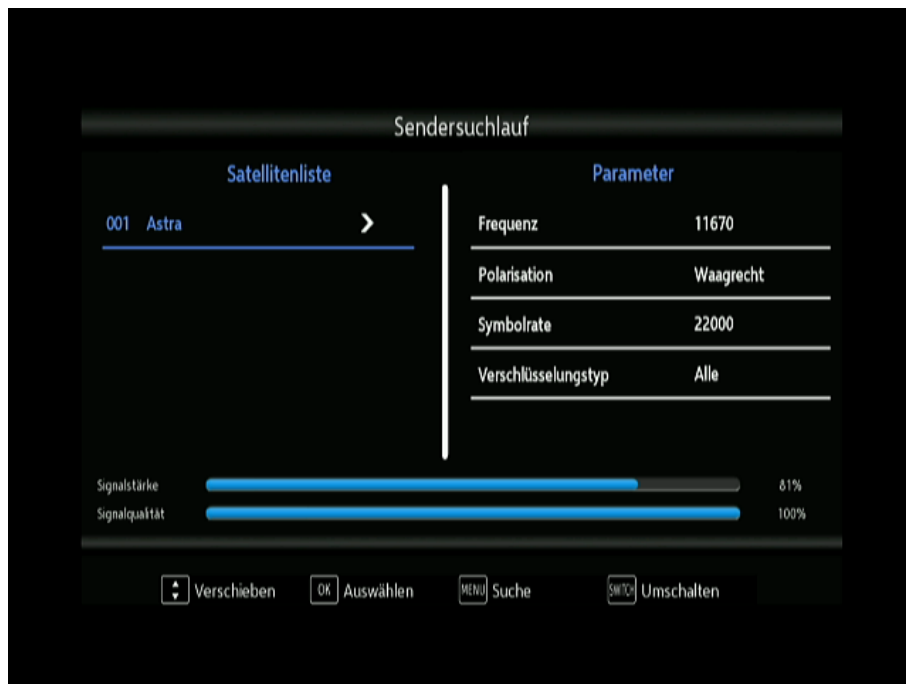 Sendersuchlauf
Satellitenliste
001 Astra
Parameter
Frequenz 11670
Polarisation Waagrecht
Symbolrate 22000
Verschlüsselungstyp Alle
Signalstärke 81%
Signalqualität 100%
Verschieben OK Auswählen MENU Suche SWITCH Umschalten